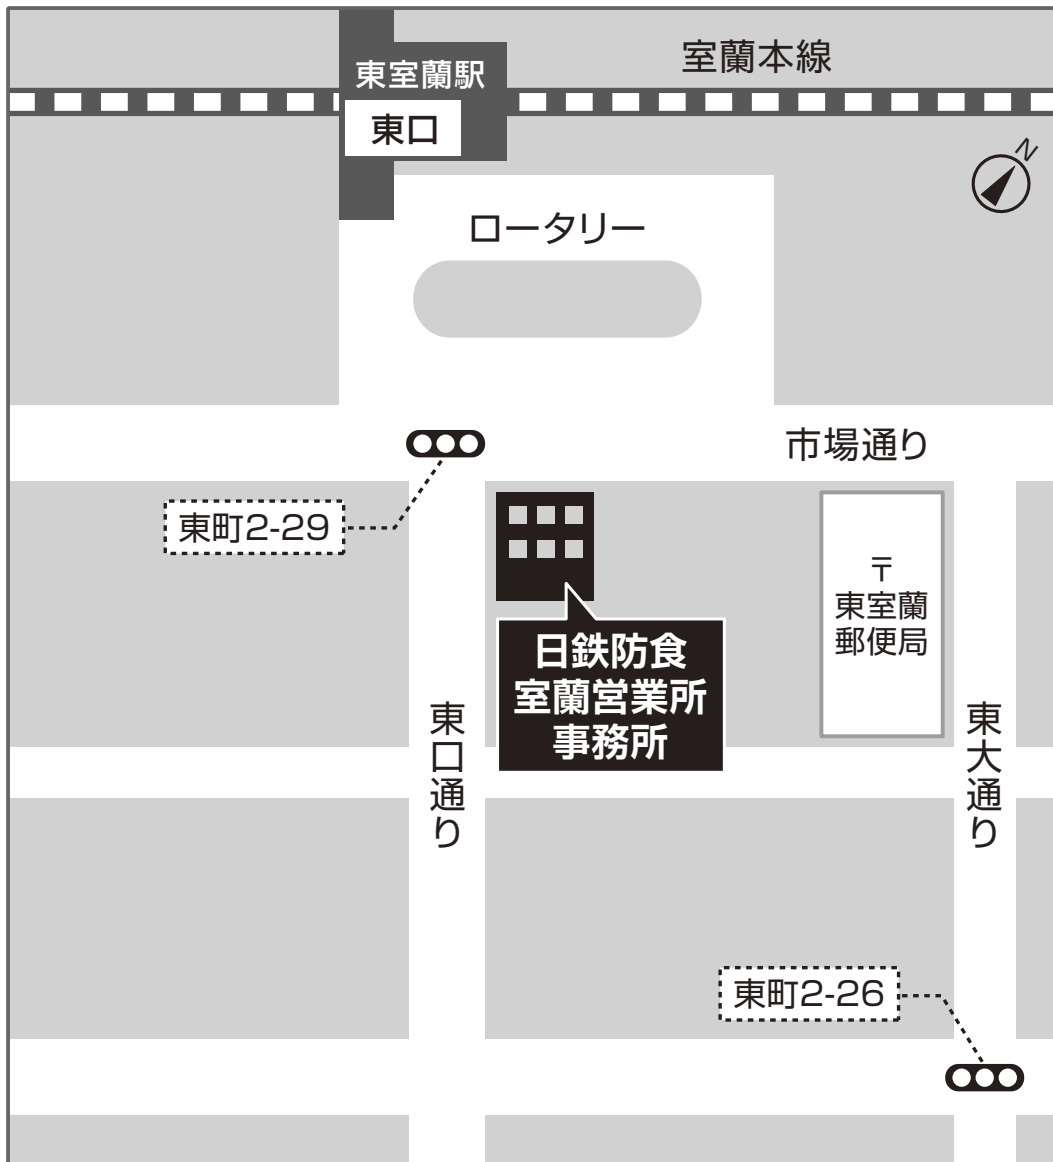 室蘭本線
東室蘭駅
東口
N
ロータリー
市場通り
東町2-29
〒
東室蘭
郵便局
日鉄防食
室蘭営業所
事務所
東口通り
東大通り
東町2-26